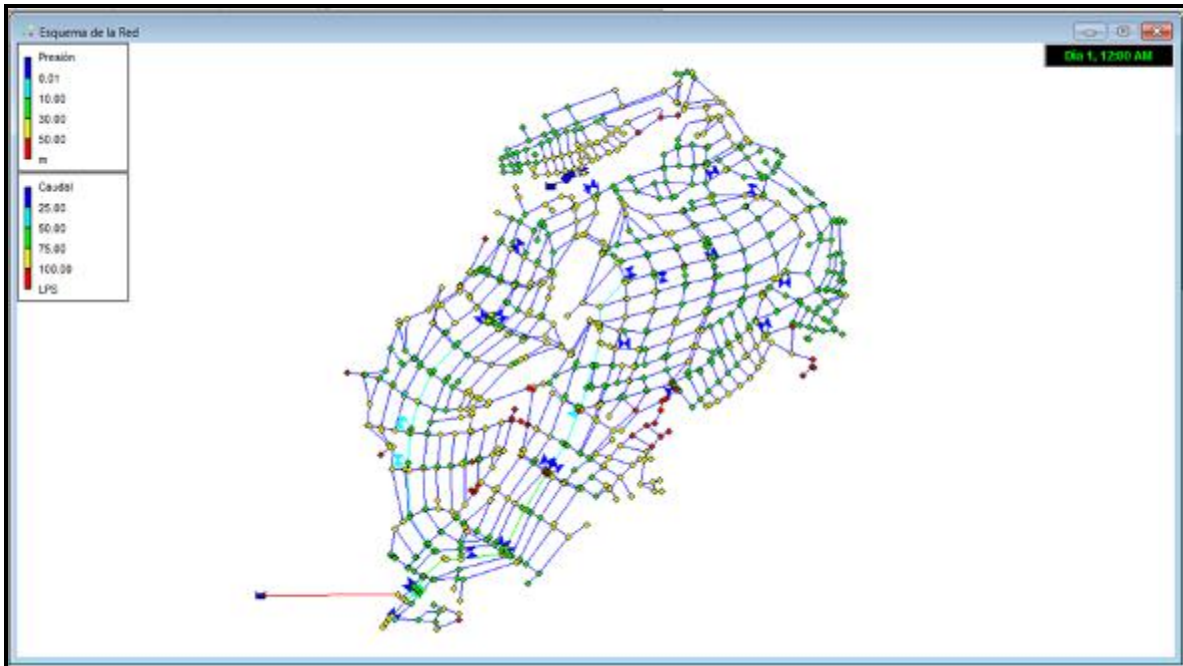 Esquema de la Red
Presión
0.01
10.00
30.00
50.00
m
Caudal
25.00
50.00
75.00
100.00
LPS
Día 1, 12:00 AM